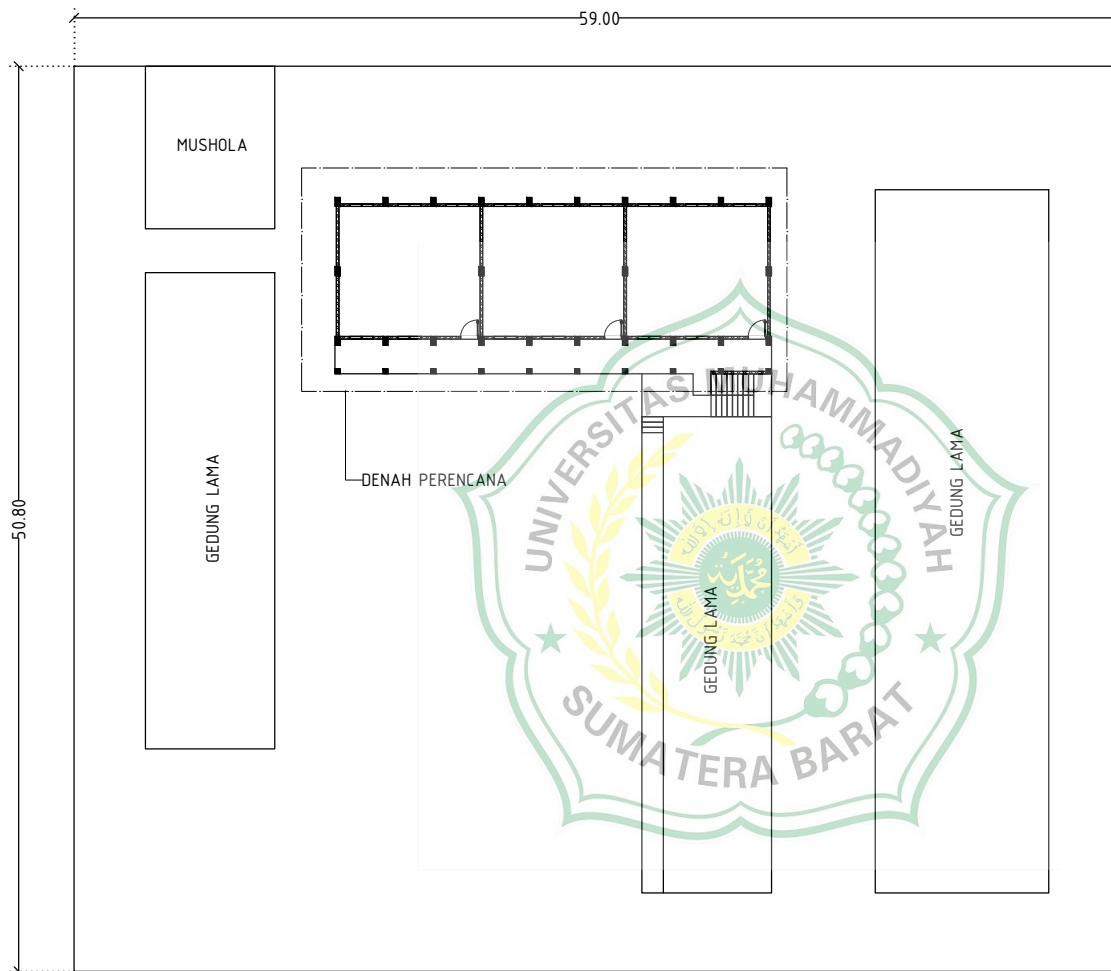 59.00
MUSHOLA
50.80
GEDUNG LAMA
DENAH PERENCANA
GEDUNG LAMA
GEDUNG LAMA
UNIVERSITAS MUHAMMADIYAH
SUMATERA BARAT